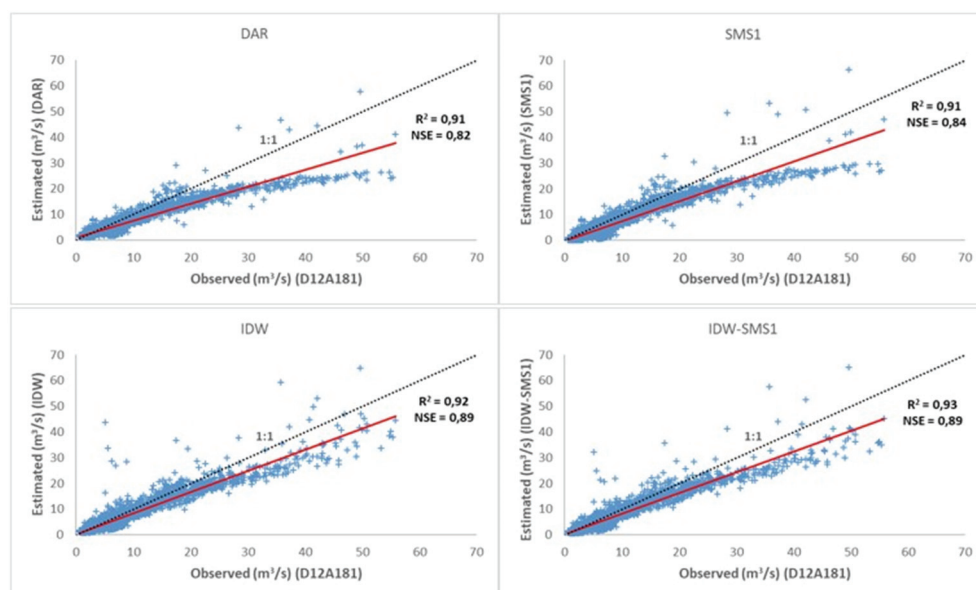 DAR
Estimated (m³/s) (DAR)
70
60
50
40
30
20
10
0
1:1
R² = 0,91
NSE = 0,82
0 10 20 30 40 50 60 70
Observed (m³/s) (D12A181)
SMS1
Estimated (m³/s) (SMS1)
70
60
50
40
30
20
10
0
1:1
R² = 0,91
NSE = 0,84
0 10 20 30 40 50 60 70
Observed (m³/s) (D12A181)
IDW
Estimated (m³/s) (IDW)
70
60
50
40
30
20
10
0
1:1
R² = 0,92
NSE = 0,89
0 10 20 30 40 50 60 70
Observed (m³/s) (D12A181)
IDW-SMS1
Estimated (m³/s) (IDW-SMS1)
70
60
50
40
30
20
10
0
1:1
R² = 0,93
NSE = 0,89
0 10 20 30 40 50 60 70
Observed (m³/s) (D12A181)